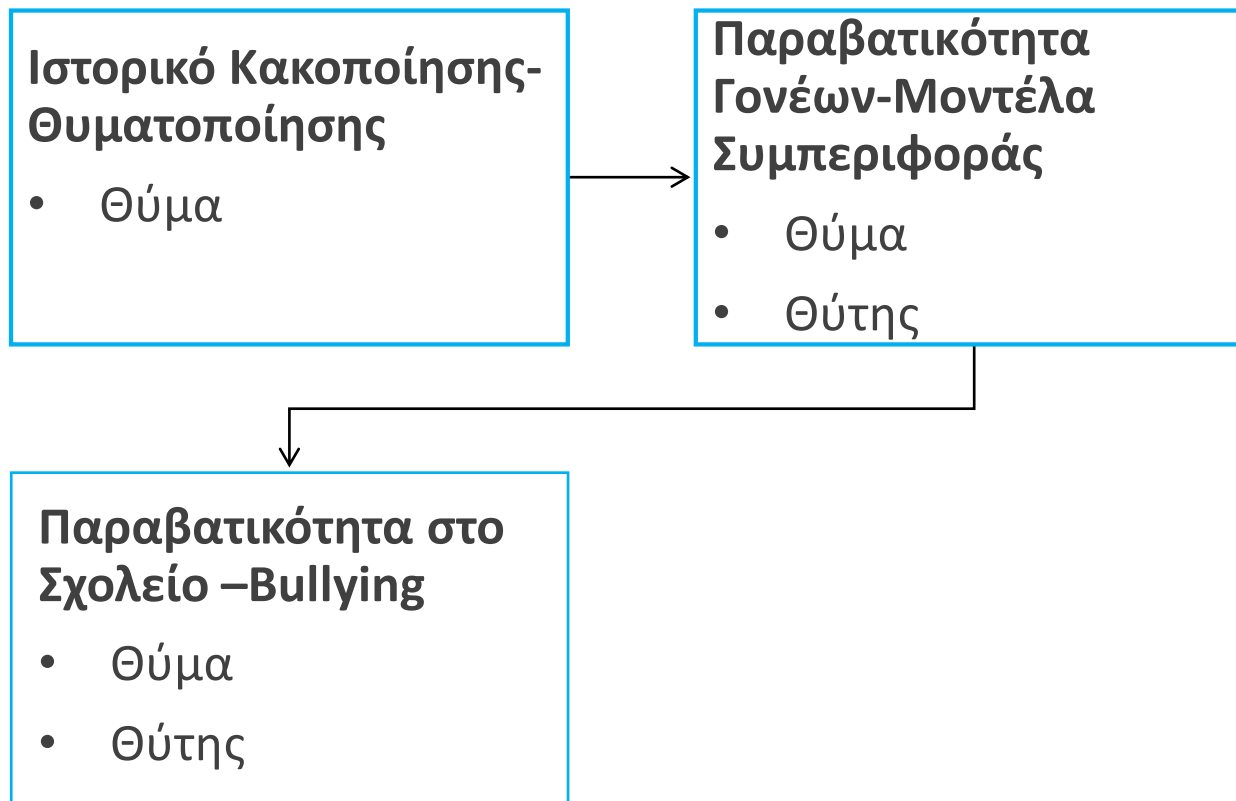 Ιστορικό Κακοποίησης-
Θυματοποίησης
• Θύμα
Παραβατικότητα
Γονέων-Μοντέλα
Συμπεριφοράς
• Θύμα
• Θύτης
Παραβατικότητα στο
Σχολείο –Bullying
• Θύμα
• Θύτης